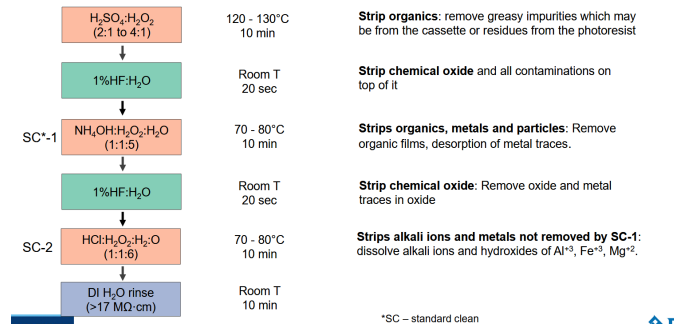 H₂SO₄:H₂O₂
(2:1 to 4:1)
120 - 130°C
10 min
Strip organics: remove greasy impurities which may
be from the cassette or residues from the photoresist
1%HF:H₂O
Room T
20 sec
Strip chemical oxide and all contaminations on
top of it
SC*-1
NH₄OH:H₂O₂:H₂O
(1:1:5)
70 - 80°C
10 min
Strips organics, metals and particles: Remove
organic films, desorption of metal traces.
1%HF:H₂O
Room T
20 sec
Strip chemical oxide: Remove oxide and metal
traces in oxide
SC-2
HCl:H₂O₂:H₂:O
(1:1:6)
70 - 80°C
10 min
Strips alkali ions and metals not removed by SC-1:
dissolve alkali ions and hydroxides of Al⁺³, Fe⁺³, Mg⁺².
DI H₂O rinse
(>17 MΩ·cm)
Room T
10 min
*SC – standard clean